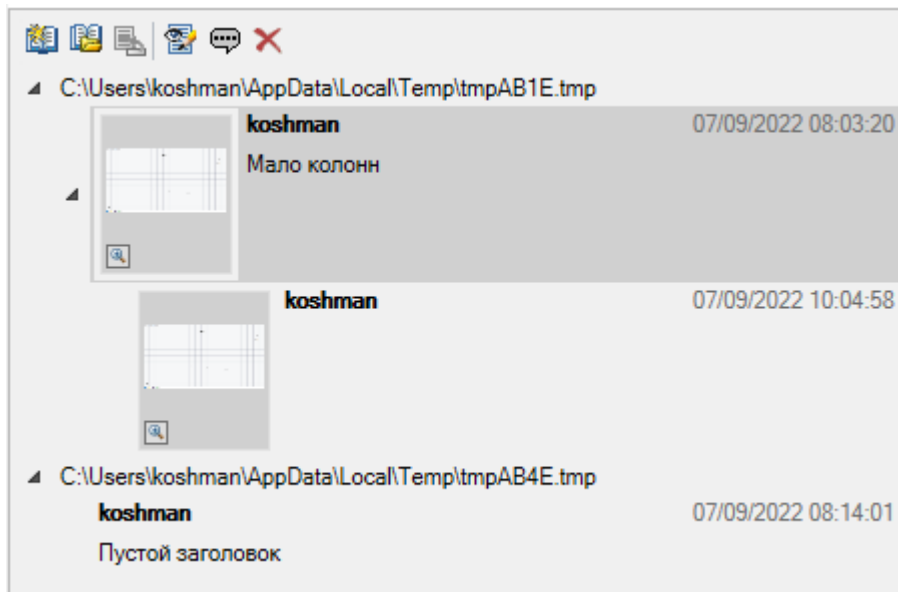 C:\Users\koshman\AppData\Local\Temp\tmpAB1E.tmp
koshman 07/09/2022 08:03:20
Мало колонн
koshman 07/09/2022 10:04:58
C:\Users\koshman\AppData\Local\Temp\tmpAB4E.tmp
koshman 07/09/2022 08:14:01
Пустой заголовок